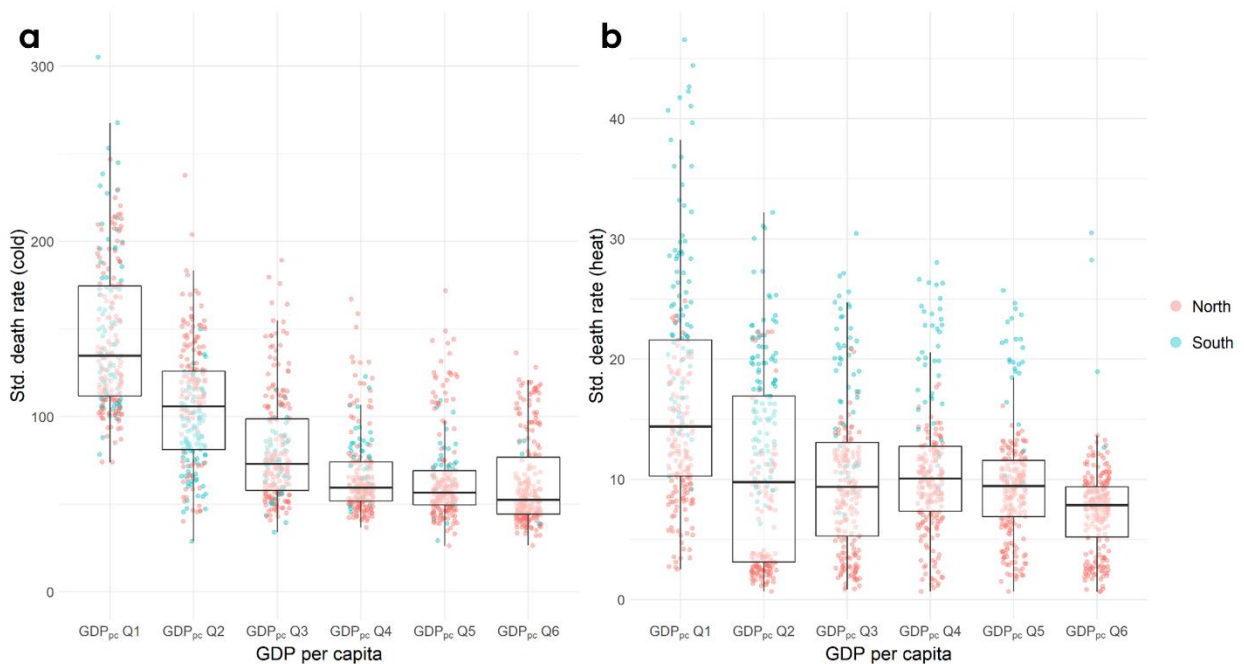 a
Std. death rate (cold)
300
200
100
0
GDPpc Q1 GDPpc Q2 GDPpc Q3 GDPpc Q4 GDPpc Q5 GDPpc Q6
GDP per capita
b
Std. death rate (heat)
40
30
20
10
0
GDPpc Q1 GDPpc Q2 GDPpc Q3 GDPpc Q4 GDPpc Q5 GDPpc Q6
GDP per capita
North
South